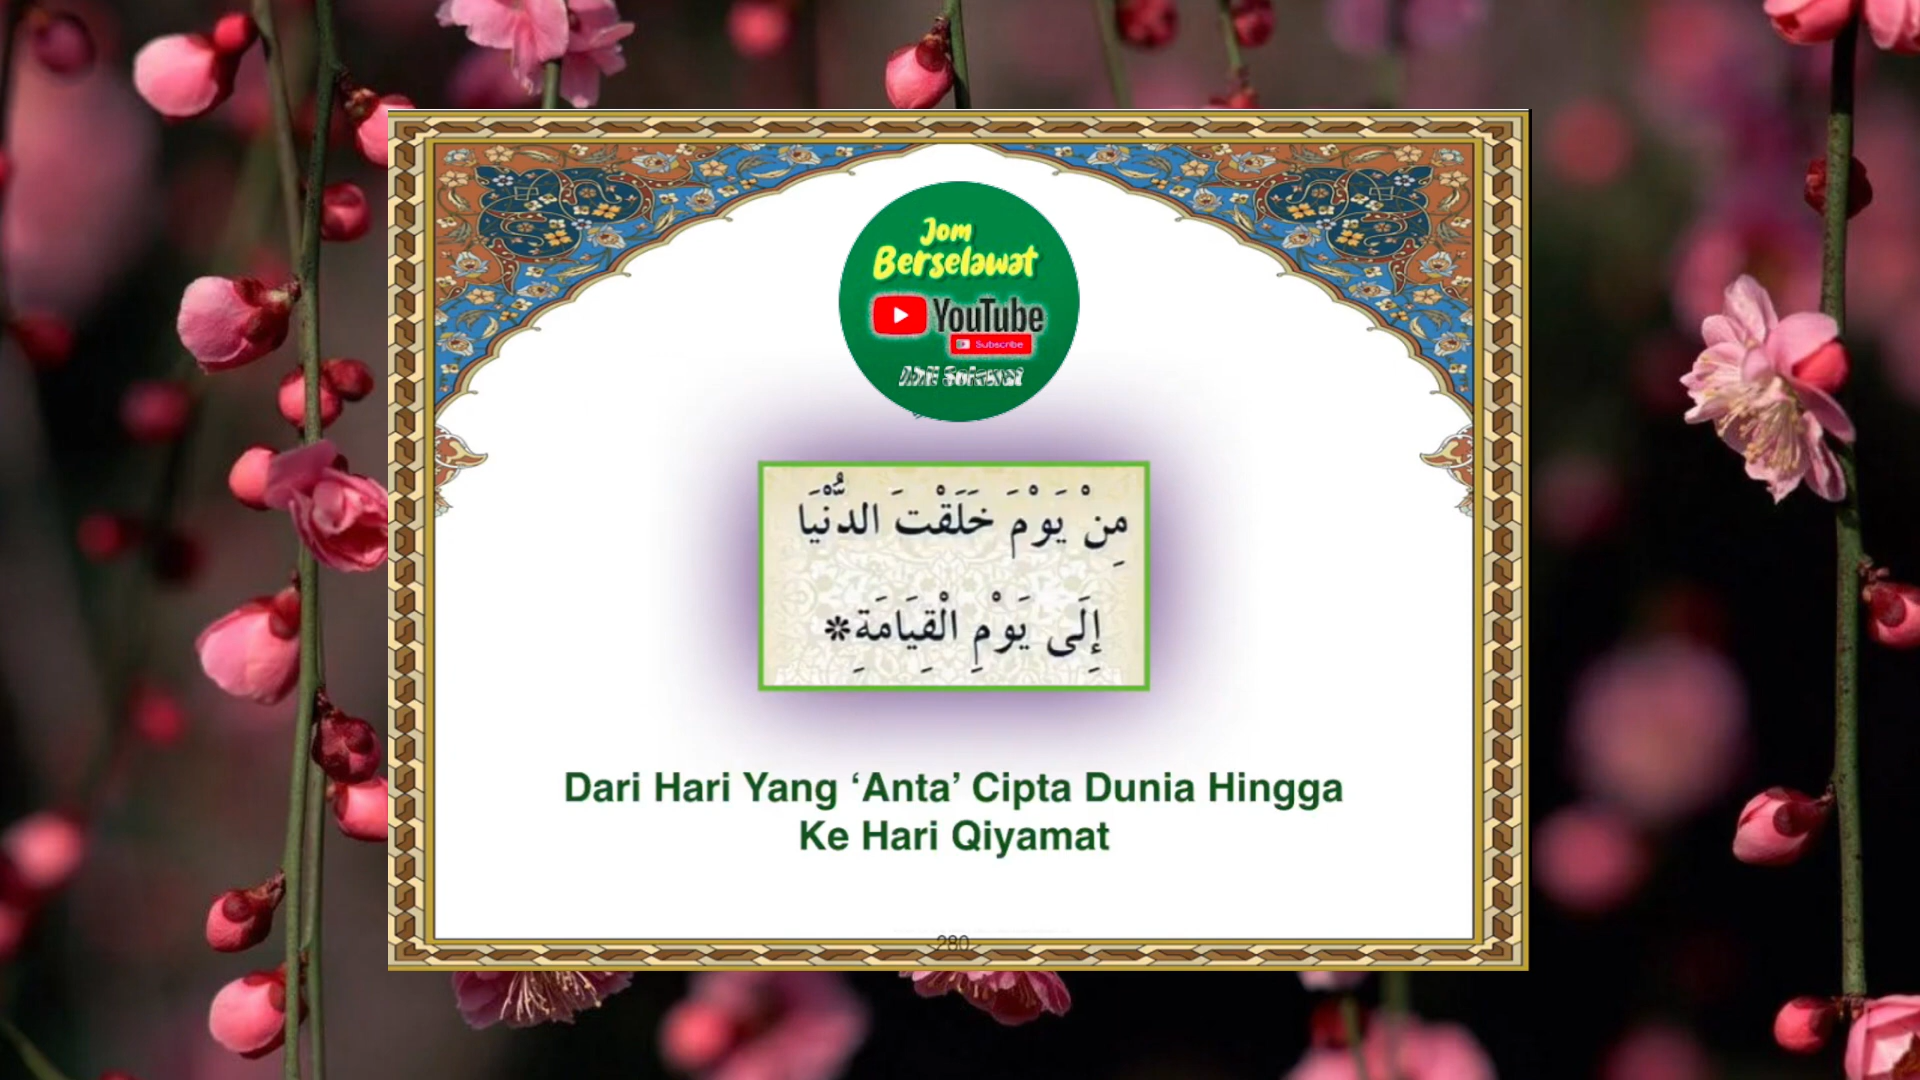 Jom
Berselawat
YouTube
Subscribe
مِنْ يَوْمَ خَلَقْتَ الدُّنْيَا
إِلَى يَوْمِ الْقِيَامَةِ*
Dari Hari Yang ‘Anta’ Cipta Dunia Hingga
Ke Hari Qiyamat
280